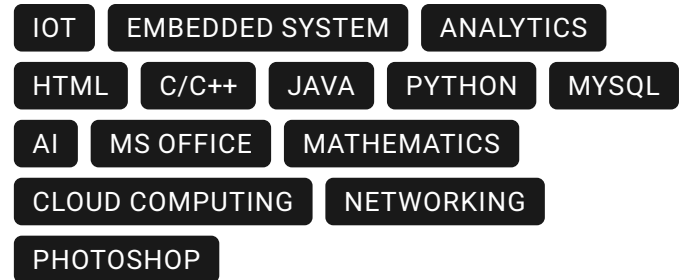 IOT EMBEDDED SYSTEM ANALYTICS
HTML C/C++ JAVA PYTHON MYSQL
AI MS OFFICE MATHEMATICS
CLOUD COMPUTING NETWORKING
PHOTOSHOP